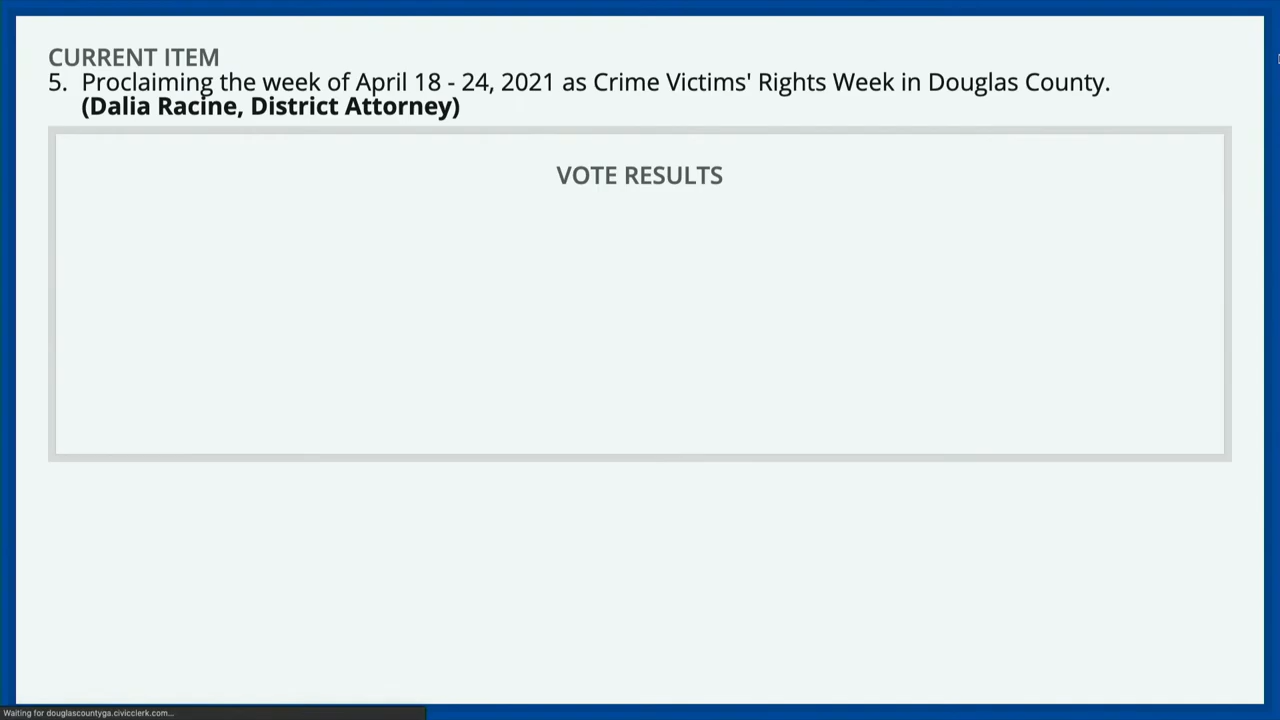 CURRENT ITEM
5. Proclaiming the week of April 18 - 24, 2021 as Crime Victims' Rights Week in Douglas County.
(Dalia Racine, District Attorney)
VOTE RESULTS
Waiting for douglascountyga.civicclerk.com...